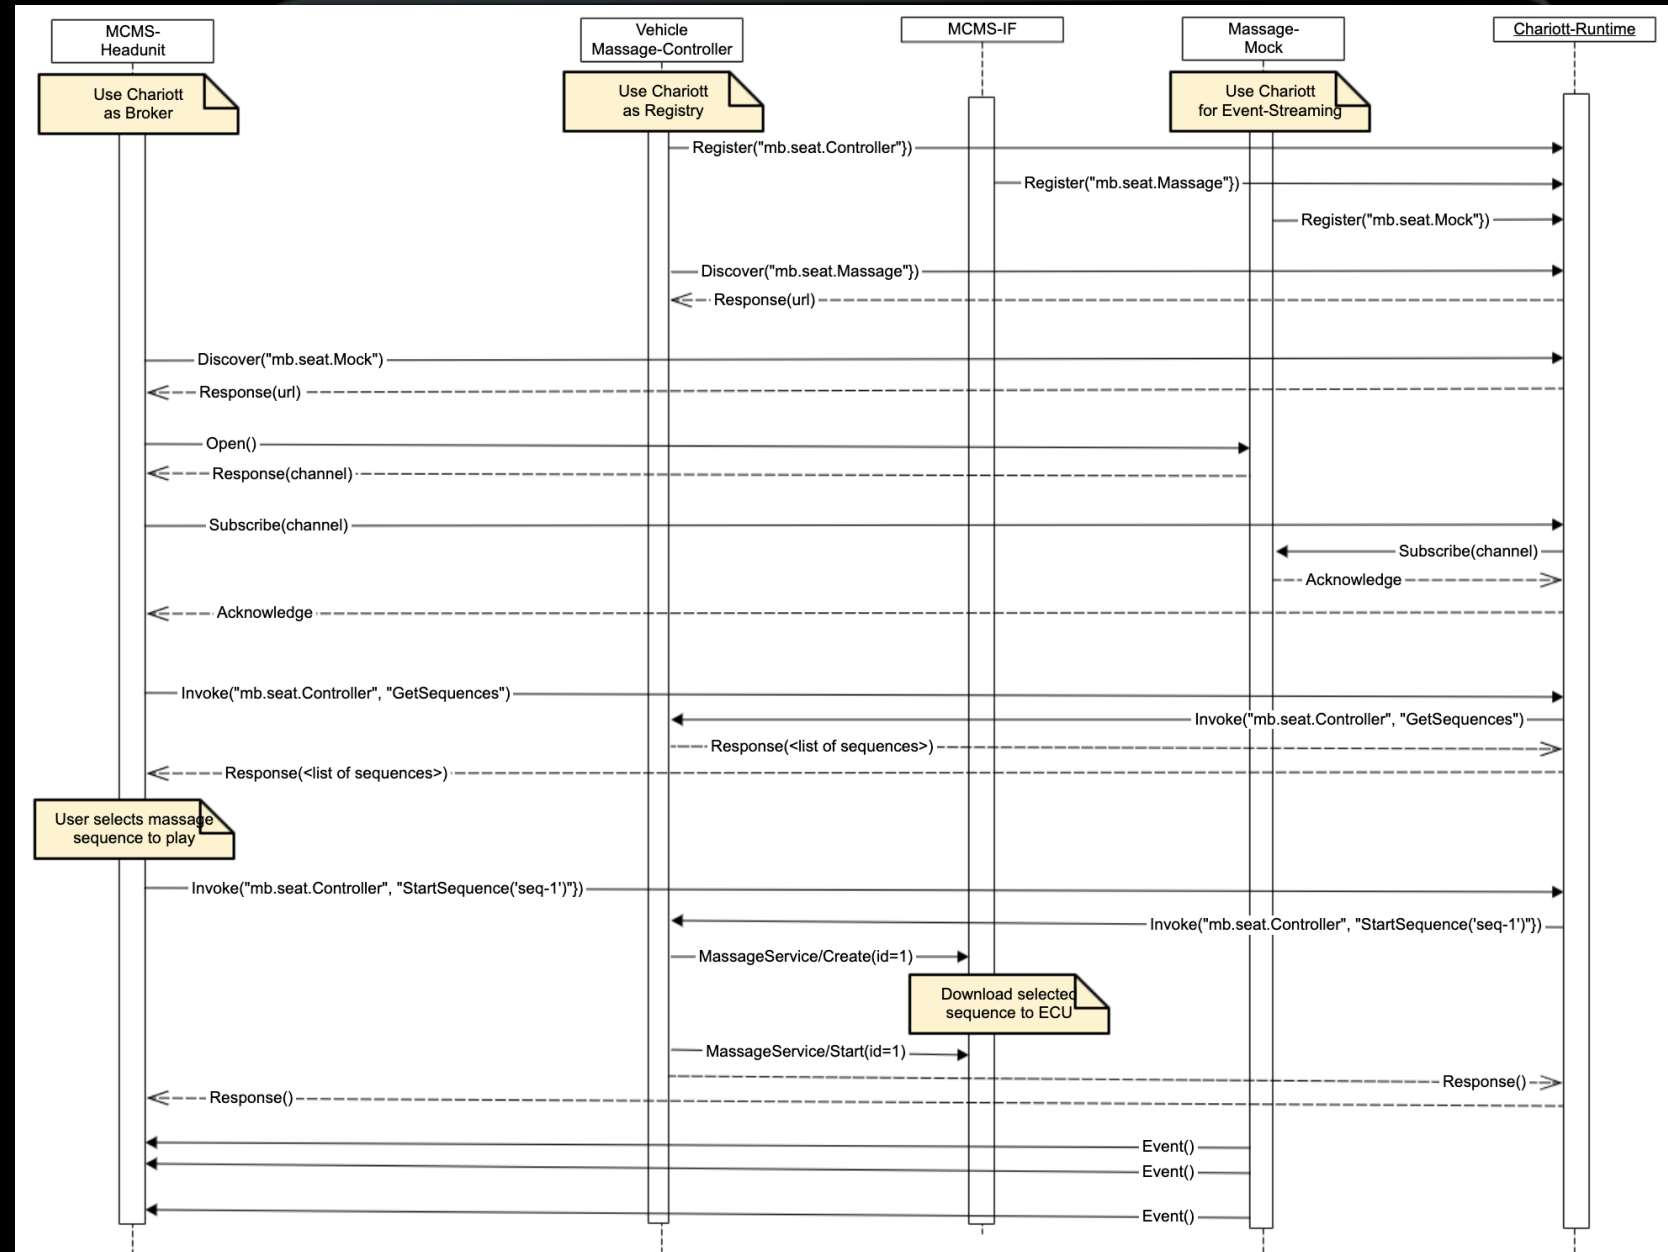 MCMS-
Headunit
Vehicle
Massage-Controller
MCMS-IF
Massage-
Mock
Chariott-Runtime
Use Chariott
as Broker
Use Chariott
as Registry
Use Chariott
for Event-Streaming
Register("mb.seat.Controller"})
Register("mb.seat.Massage"})
Register("mb.seat.Mock"})
Discover("mb.seat.Massage"})
Response(url)
Discover("mb.seat.Mock")
Response(url)
Open()
Response(channel)
Subscribe(channel)
Subscribe(channel)
Acknowledge
Acknowledge
Invoke("mb.seat.Controller", "GetSequences")
Invoke("mb.seat.Controller", "GetSequences")
Response(<list of sequences>)
Response(<list of sequences>)
User selects massage
sequence to play
Invoke("mb.seat.Controller", "StartSequence('seq-1')"})
Invoke("mb.seat.Controller", "StartSequence('seq-1')"})
MassageService/Create(id=1)
Download selected
sequence to ECU
MassageService/Start(id=1)
Response()
Response()
Event()
Event()
Event()